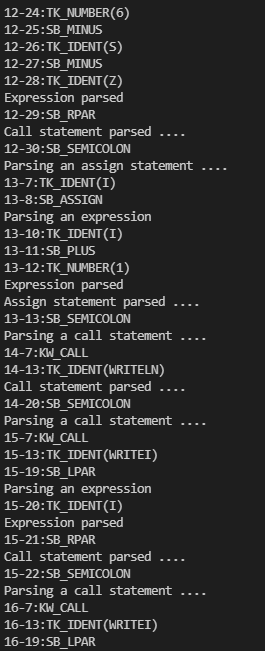 12-24:TK_NUMBER(6)
12-25:SB_MINUS
12-26:TK_IDENT(S)
12-27:SB_MINUS
12-28:TK_IDENT(Z)
Expression parsed
12-29:SB_RPAR
Call statement parsed ....
12-30:SB_SEMICOLON
Parsing an assign statement ....
13-7:TK_IDENT(I)
13-8:SB_ASSIGN
Parsing an expression
13-10:TK_IDENT(I)
13-11:SB_PLUS
13-12:TK_NUMBER(1)
Expression parsed
Assign statement parsed ....
13-13:SB_SEMICOLON
Parsing a call statement ....
14-7:KW_CALL
14-13:TK_IDENT(WRITELN)
Call statement parsed ....
14-20:SB_SEMICOLON
Parsing a call statement ....
15-7:KW_CALL
15-13:TK_IDENT(WRITEI)
15-19:SB_LPAR
Parsing an expression
15-20:TK_IDENT(I)
Expression parsed
15-21:SB_RPAR
Call statement parsed ....
15-22:SB_SEMICOLON
Parsing a call statement ....
16-7:KW_CALL
16-13:TK_IDENT(WRITEI)
16-19:SB_LPAR